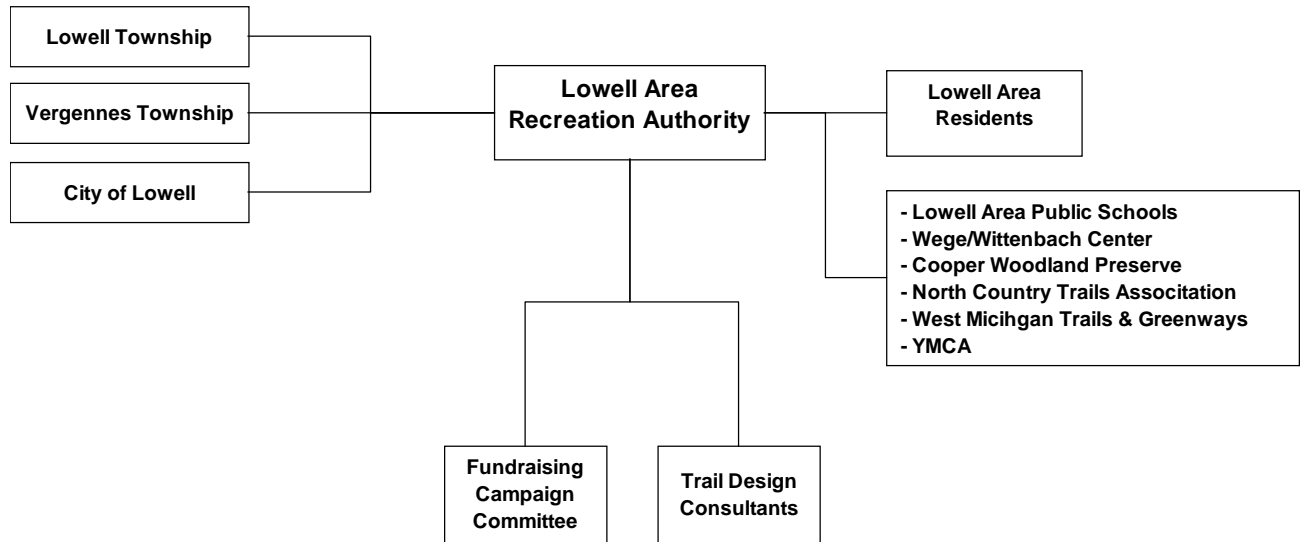 Lowell Township
Vergennes Township
City of Lowell
Lowell Area
Recreation Authority
Lowell Area
Residents
- Lowell Area Public Schools
- Wege/Wittenbach Center
- Cooper Woodland Preserve
- North Country Trails Associtation
- West Micihgan Trails & Greenways
- YMCA
Fundraising
Campaign
Committee
Trail Design
Consultants